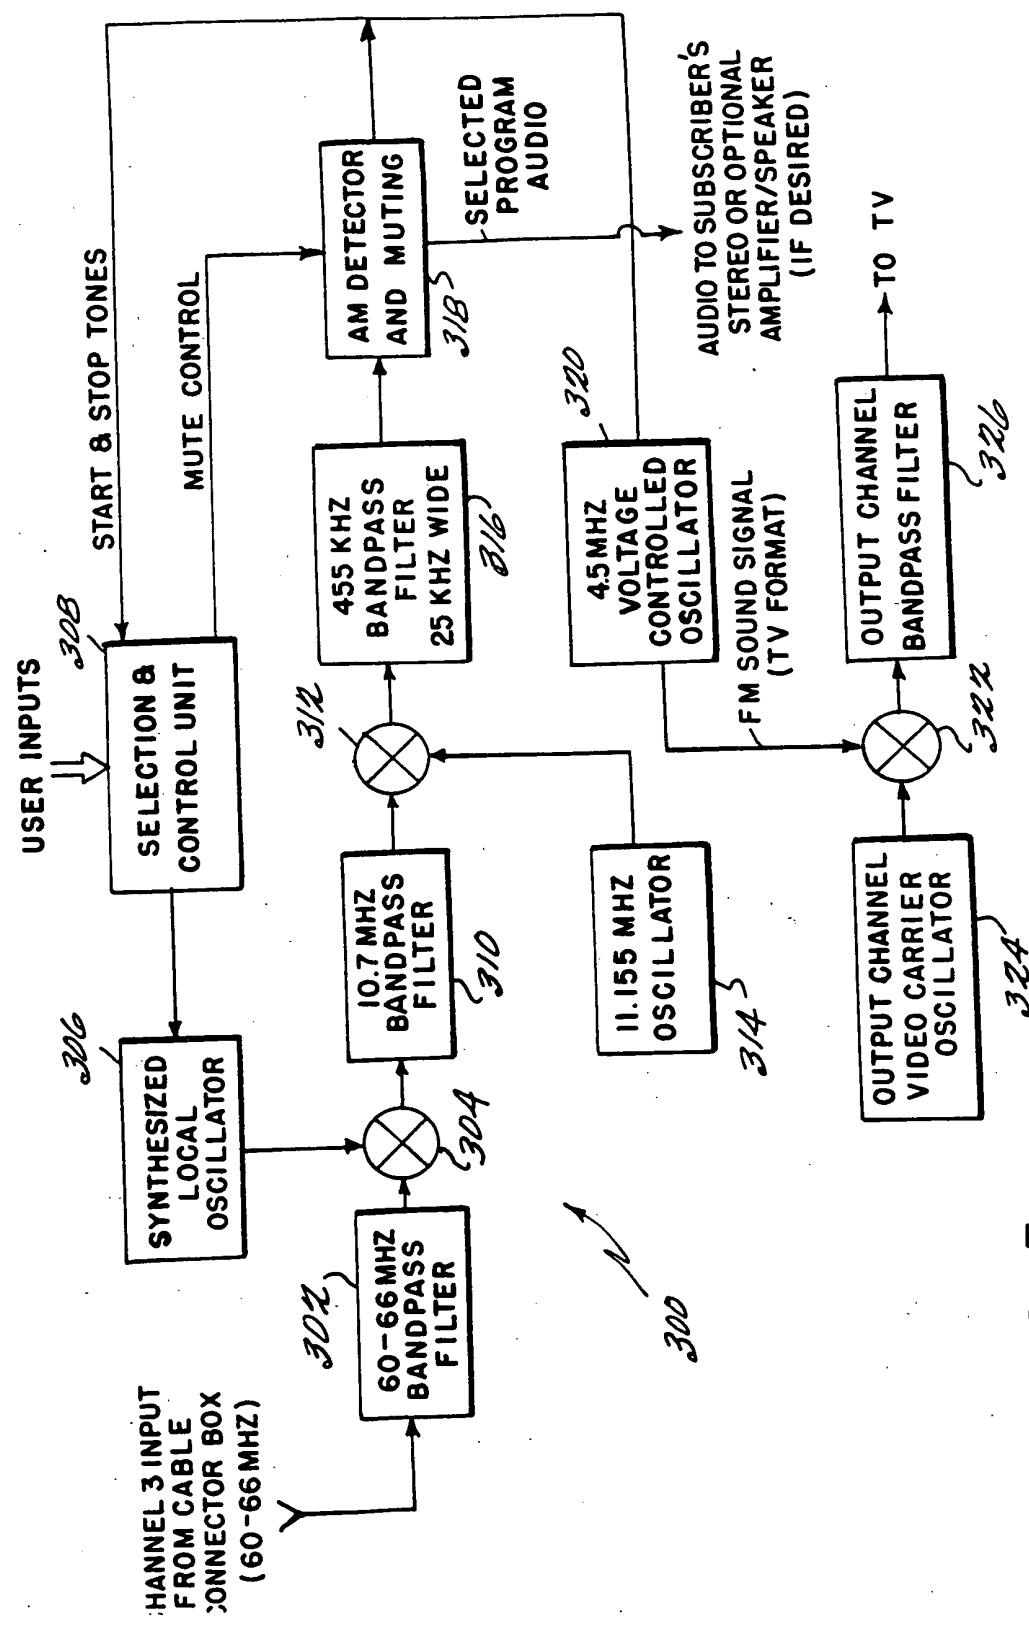 USER INPUTS
308
START & STOP TONES
SELECTION &
CONTROL UNIT
MUTE CONTROL
306
SYNTHESIZED
LOCAL
OSCILLATOR
HANNEL 3 INPUT
FROM CABLE
ONNECTOR BOX
(60-66MHZ)
302
60-66MHZ
BANDPASS
FILTER
304
10.7 MHZ
BANDPASS
FILTER
310
312
455 KHZ
BANDPASS
FILTER
25 KHZ WIDE
316
AM DETECTOR
AND MUTING
318
SELECTED
PROGRAM
AUDIO
11.155 MHZ
OSCILLATOR
314
320
4.5MHZ
VOLTAGE
CONTROLLED
OSCILLATOR
FM SOUND SIGNAL
(TV FORMAT)
AUDIO TO SUBSCRIBER'S
STEREO OR OPTIONAL
AMPLIFIER/SPEAKER
(IF DESIRED)
300
OUTPUT CHANNEL
VIDEO CARRIER
OSCILLATOR
324
322
OUTPUT CHANNEL
BANDPASS FILTER
326
TO TV